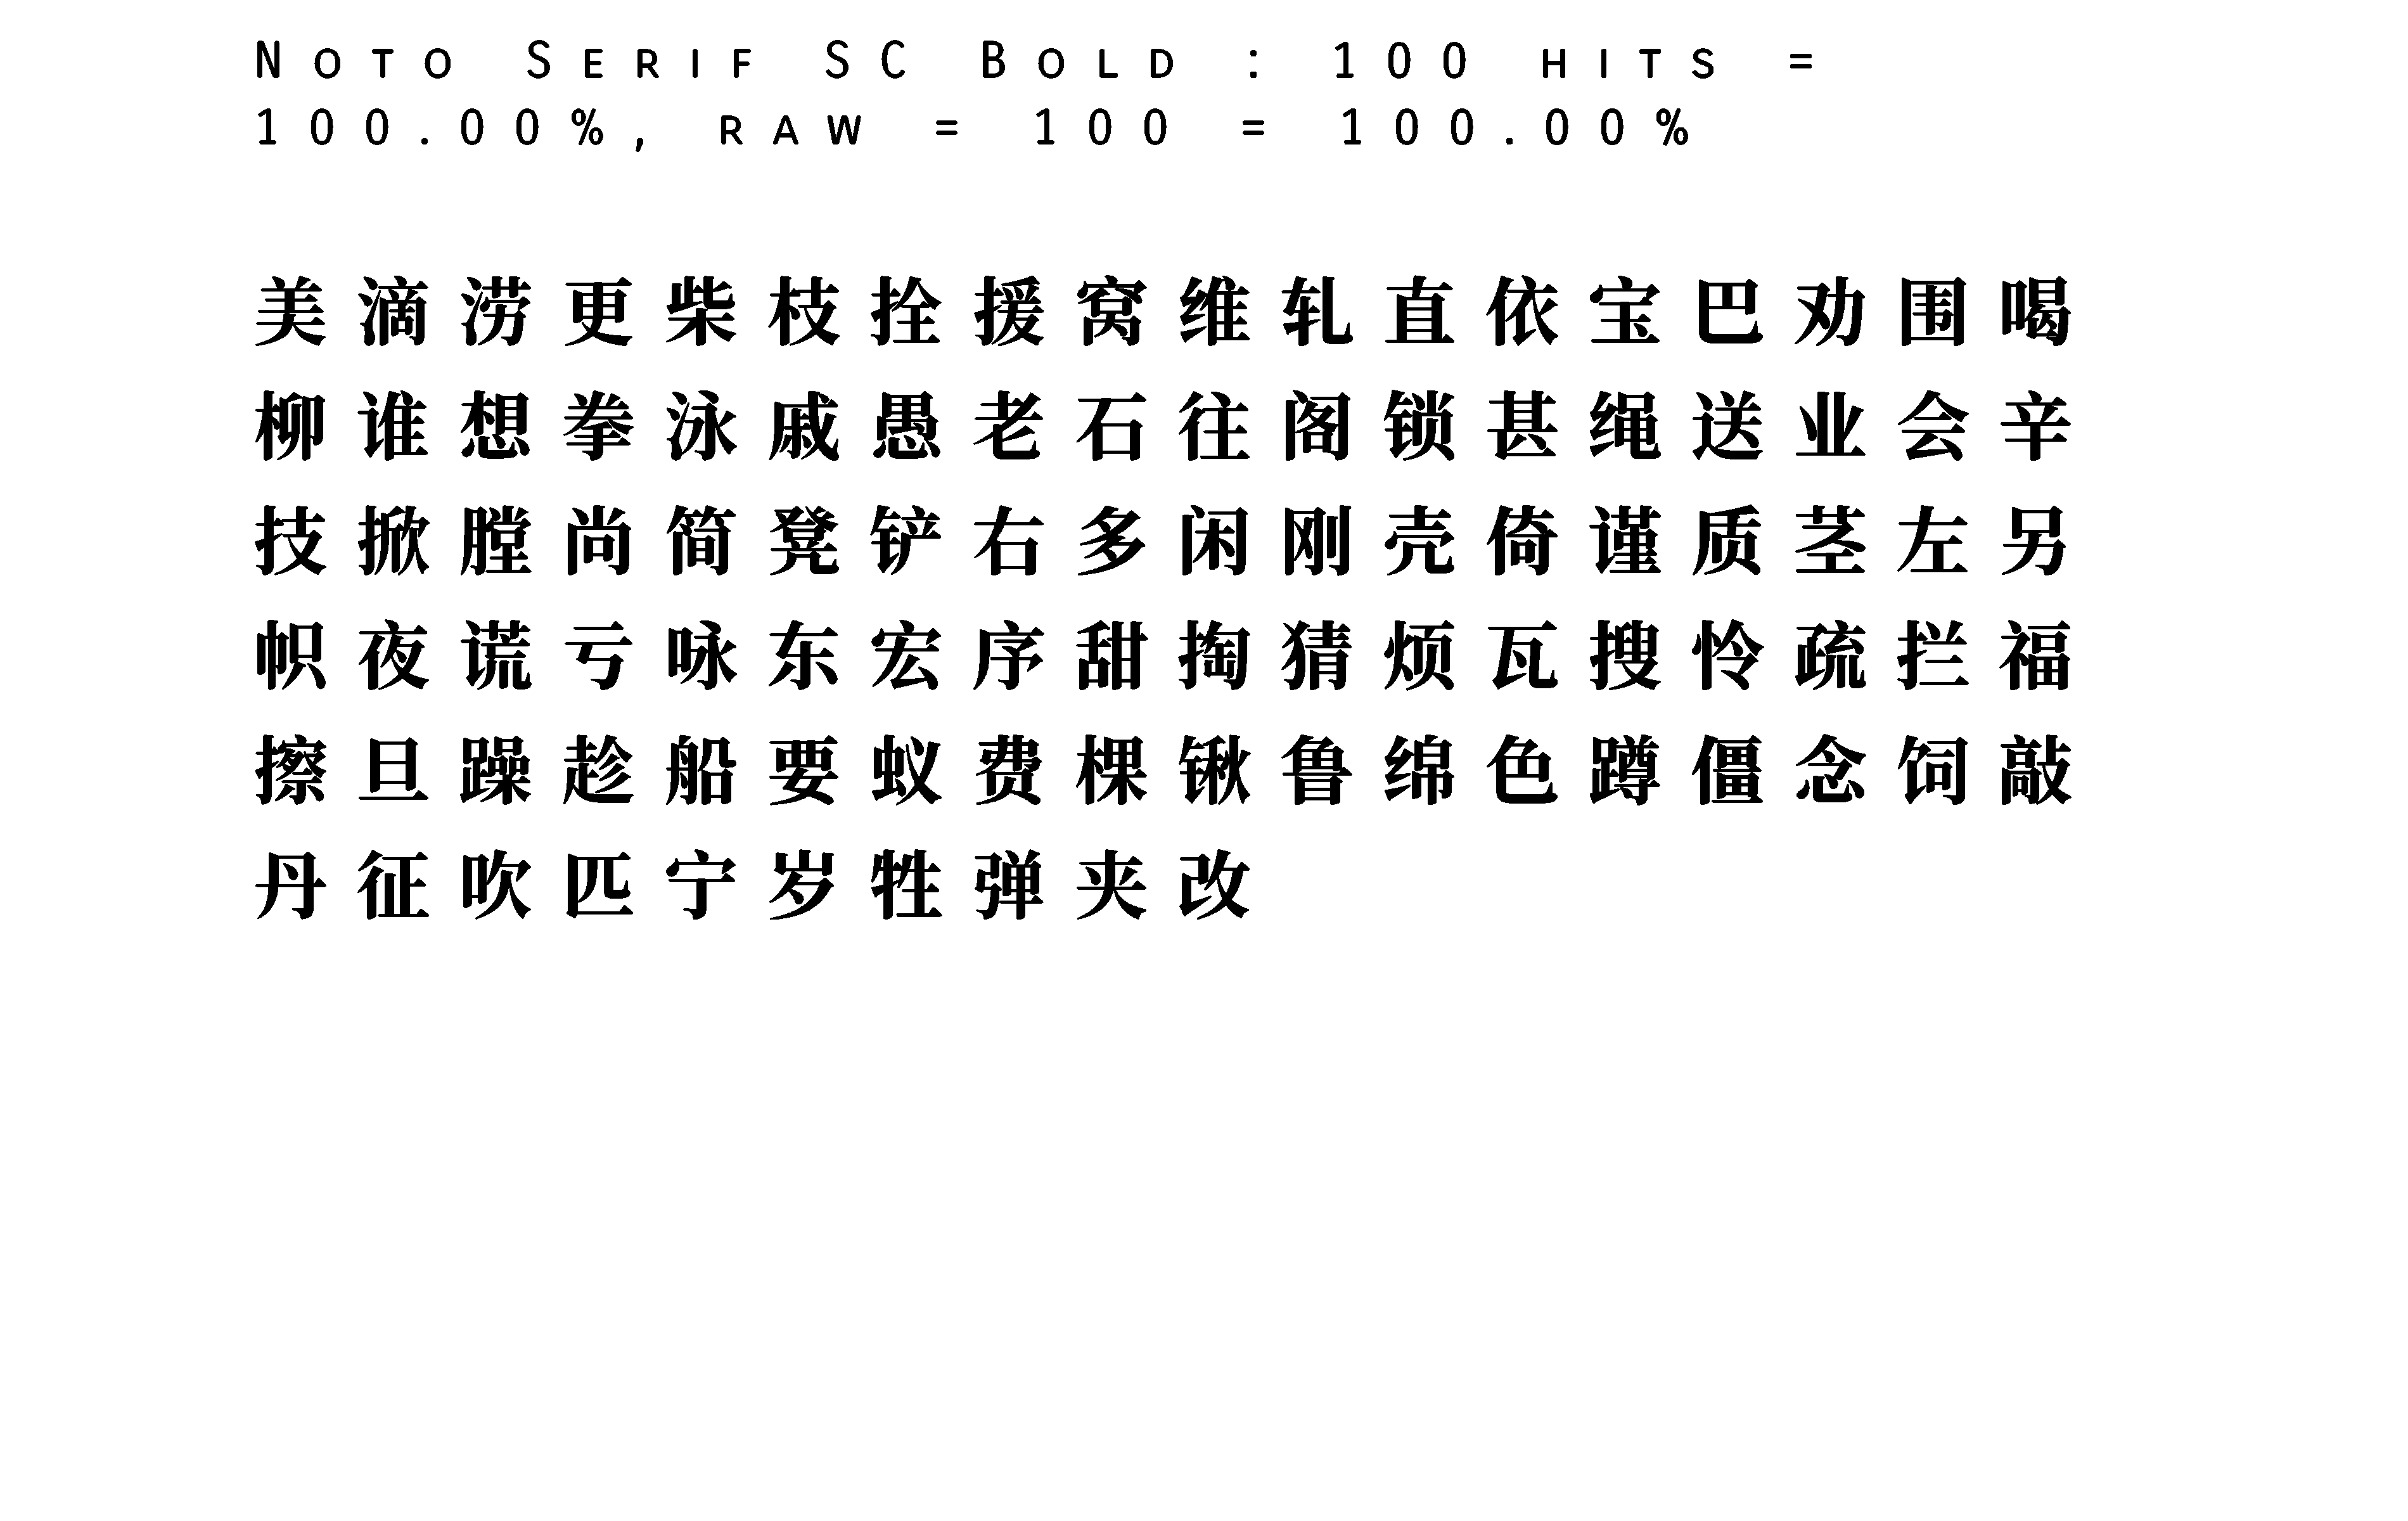 Noto Serif SC Bold : 100 hits =
100.00%, raw = 100 = 100.00%
美滴涝更柴枝拴援窝维轧直依宝巴劝围喝
柳谁想拳泳戚愚老石往阁锁甚绳送业会辛
技掀膛尚简凳铲右多闲刚壳倚谨质茎左另
帜夜谎亏咏东宏序甜掏猜烦瓦搜怜疏拦福
擦旦躁趁船要蚁费棵锹鲁绵色蹲僵念饲敲
丹征吹匹宁岁牲弹夹改